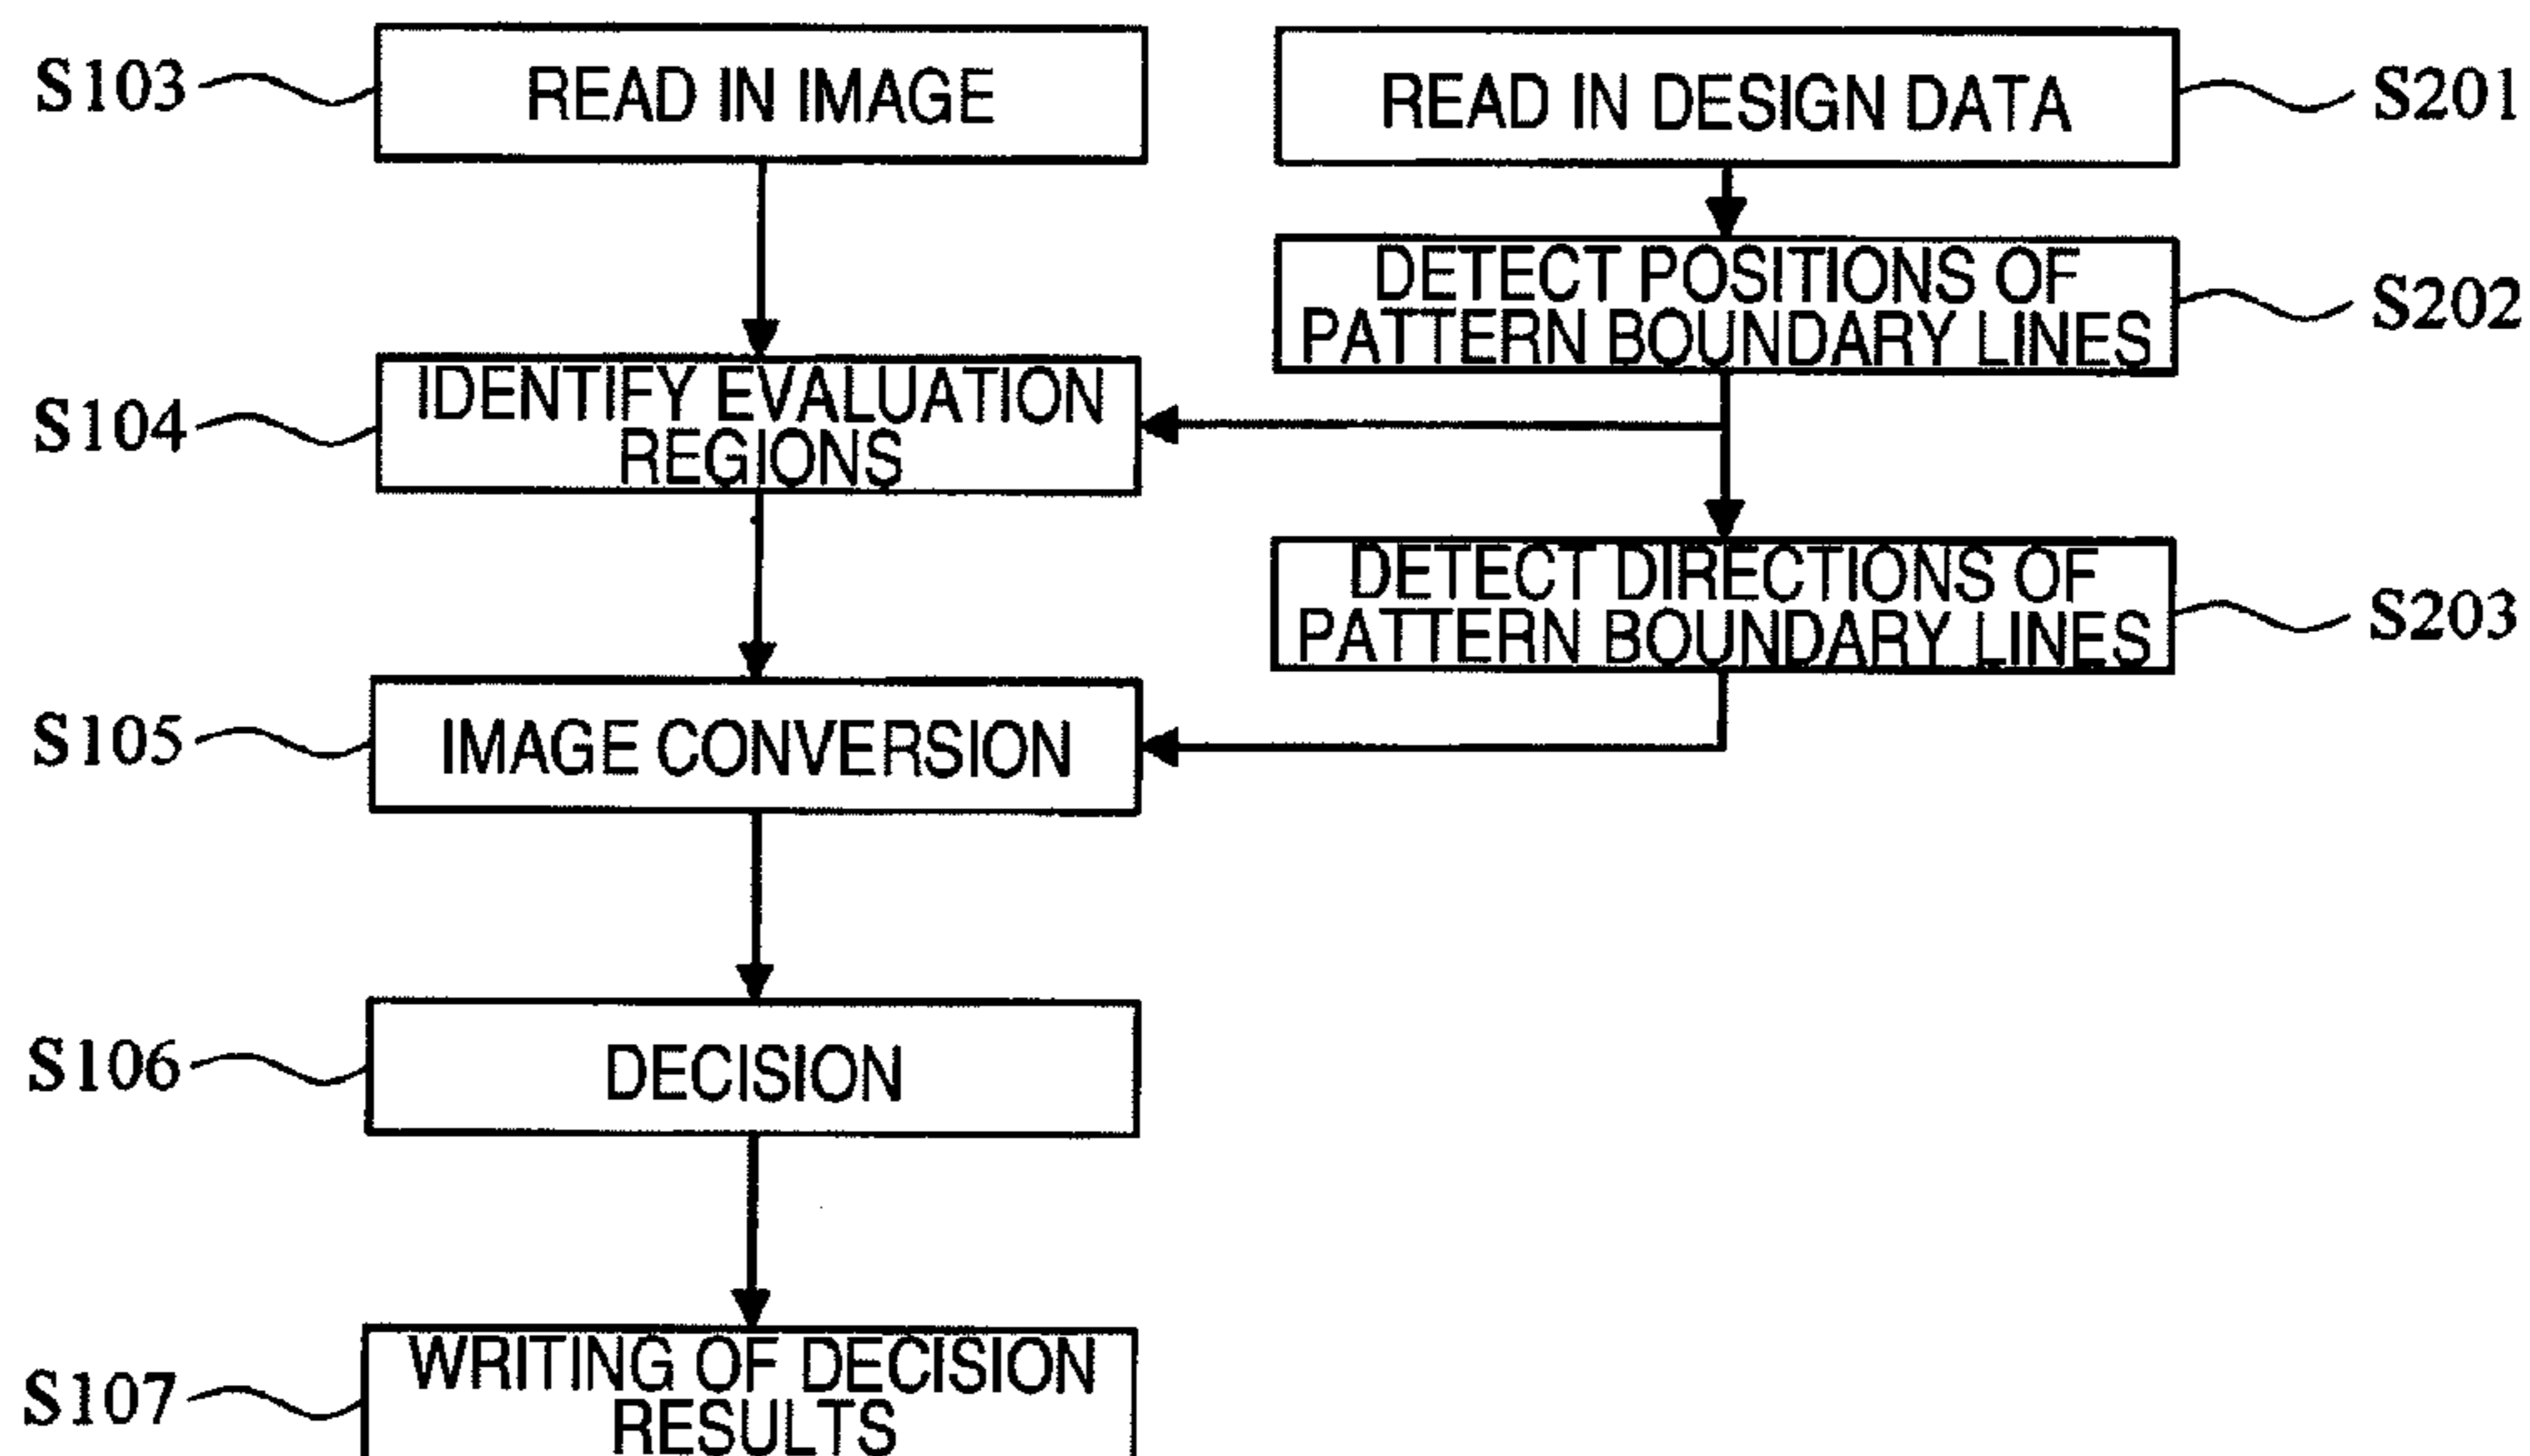 S103
READ IN IMAGE
READ IN DESIGN DATA
S201
DETECT POSITIONS OF
PATTERN BOUNDARY LINES
S202
S104
IDENTIFY EVALUATION
REGIONS
DETECT DIRECTIONS OF
PATTERN BOUNDARY LINES
S203
S105
IMAGE CONVERSION
S106
DECISION
S107
WRITING OF DECISION
RESULTS